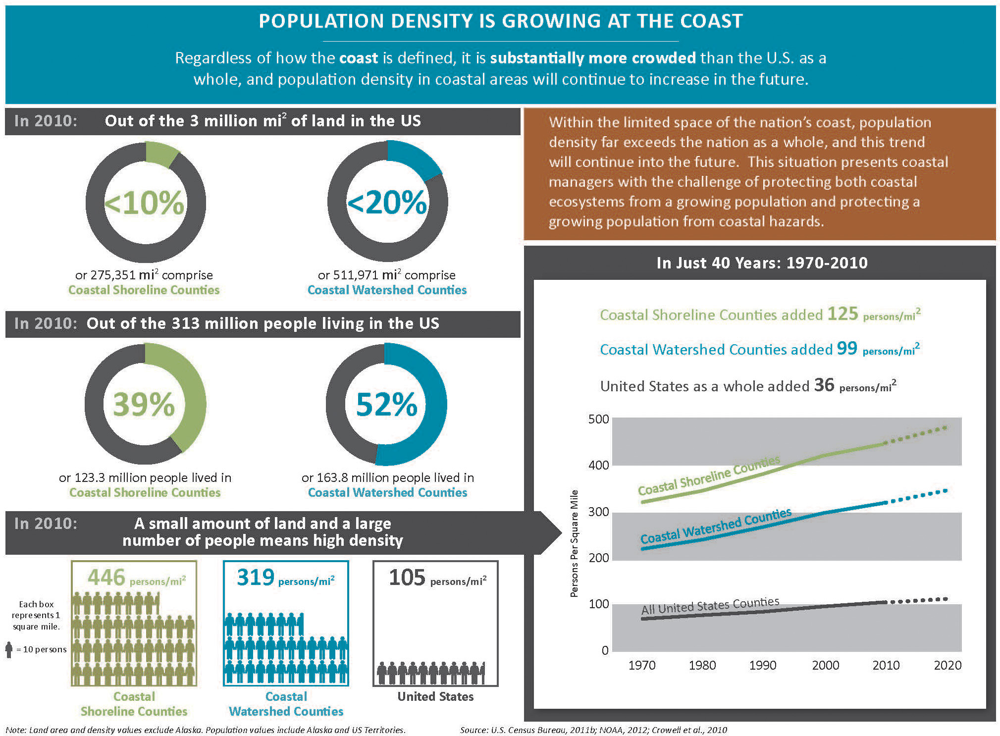 POPULATION DENSITY IS GROWING AT THE COAST
Regardless of how the coast is defined, it is substantially more crowded than the U.S. as a
whole, and population density in coastal areas will continue to increase in the future.
In 2010: Out of the 3 million mi² of land in the US
<10%
or 275,351 mi² comprise
Coastal Shoreline Counties
<20%
or 511,971 mi² comprise
Coastal Watershed Counties
In 2010: Out of the 313 million people living in the US
39%
or 123.3 million people lived in
Coastal Shoreline Counties
52%
or 163.8 million people lived in
Coastal Watershed Counties
In 2010: A small amount of land and a large
number of people means high density
Each box
represents 1
square mile.
= 10 persons
446 persons/mi²
Coastal
Shoreline Counties
319 persons/mi²
Coastal
Watershed Counties
105 persons/mi²
United States
Within the limited space of the nation's coast, population
density far exceeds the nation as a whole, and this trend
will continue into the future. This situation presents coastal
managers with the challenge of protecting both coastal
ecosystems from a growing population and protecting a
growing population from coastal hazards.
In Just 40 Years: 1970-2010
Coastal Shoreline Counties added 125 persons/mi²
Coastal Watershed Counties added 99 persons/mi²
United States as a whole added 36 persons/mi²
Persons Per Square Mile
500
400
300
200
100
0
Coastal Shoreline Counties
Coastal Watershed Counties
All United States Counties
1970 1980 1990 2000 2010 2020
Note: Land area and density values exclude Alaska. Population values include Alaska and US Territories.
Source: U.S. Census Bureau, 2011b; NOAA, 2012; Crowell et al., 2010